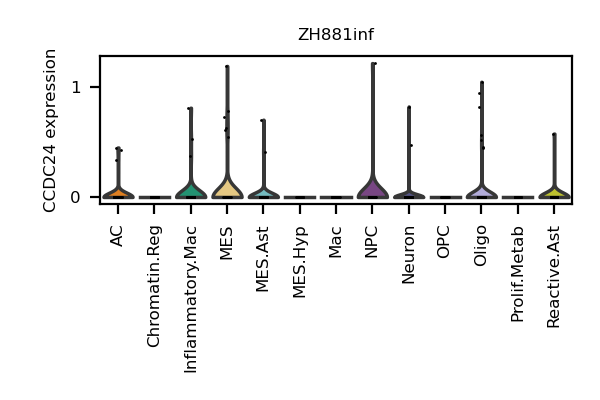 ZH881inf
CCDC24 expression
1
0
AC
Chromatin.Reg
Inflammatory.Mac
MES
MES.Ast
MES.Hyp
Mac
NPC
Neuron
OPC
Oligo
Prolif.Metab
Reactive.Ast